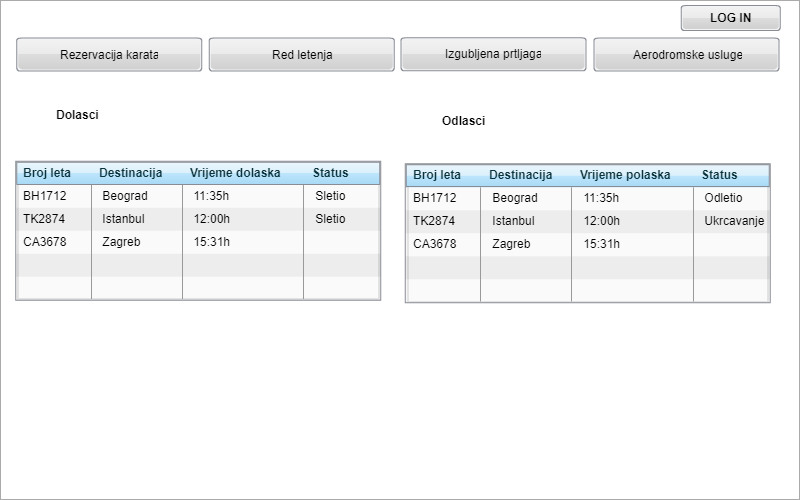 LOG IN
Rezervacija karata Red letenja Izgubljena prtljaga Aerodromske usluge
Dolasci
Broj leta Destinacija Vrijeme dolaska Status
BH1712 Beograd 11:35h Sletio
TK2874 Istanbul 12:00h Sletio
CA3678 Zagreb 15:31h
Odlasci
Broj leta Destinacija Vrijeme polaska Status
BH1712 Beograd 11:35h Odletio
TK2874 Istanbul 12:00h Ukrcavanje
CA3678 Zagreb 15:31h